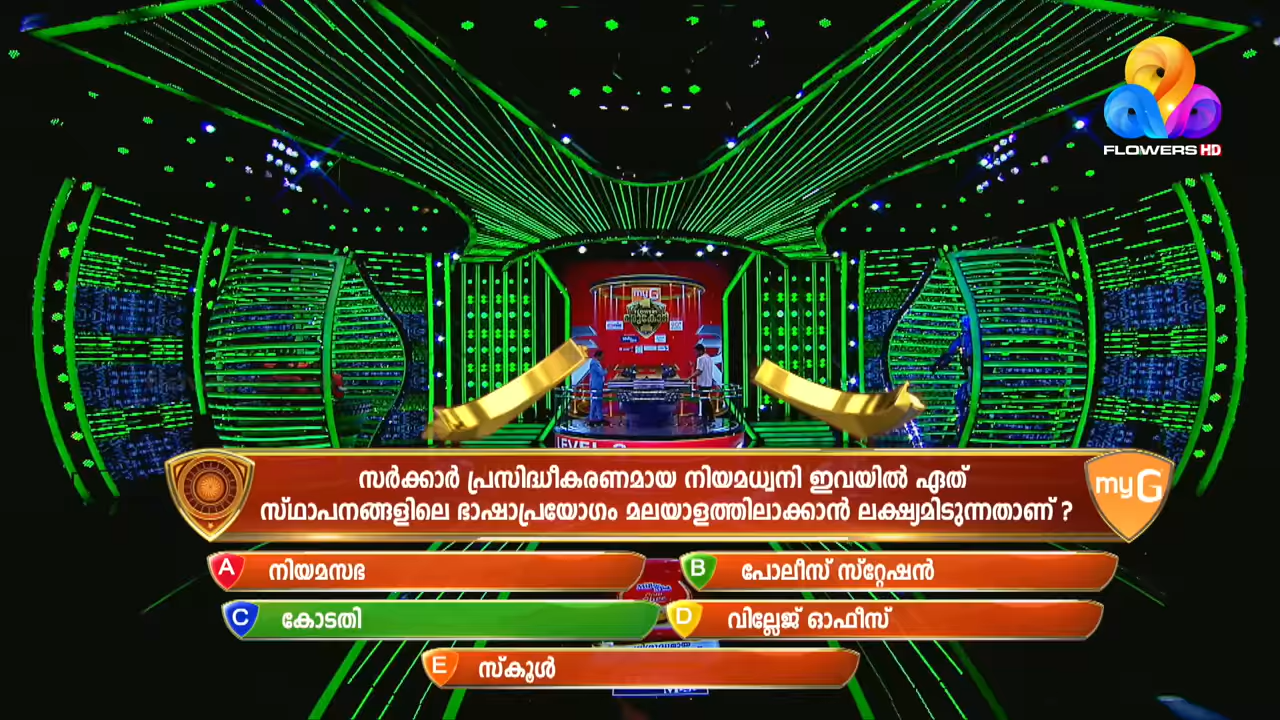 FLOWERS HD
myG
സർക്കാർ പ്രസിദ്ധീകരണമായ നിയമധ്വനി ഇവയിൽ ഏത്
സ്ഥാപനങ്ങളിലെ ഭാഷാപ്രയോഗം മലയാളത്തിലാക്കാൻ ലക്ഷ്യമിടുന്നതാണ് ?
myG
A നിയമസഭ
B പോലീസ് സ്റ്റേഷൻ
C കോടതി
D വില്ലേജ് ഓഫീസ്
E സ്കൂൾ